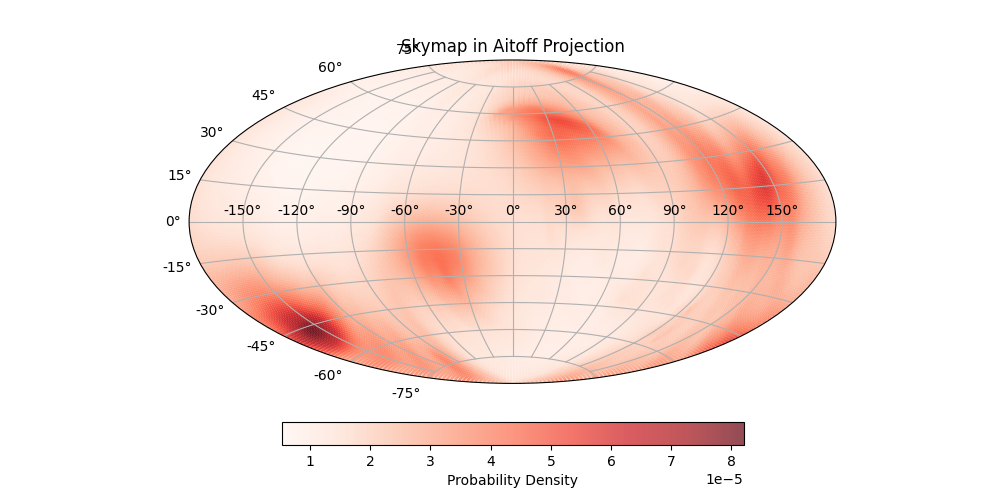 Skymap in Aitoff Projection
75°
60°
45°
30°
15°
0°
-150° -120° -90° -60° -30° 0° 30° 60° 90° 120° 150°
-15°
-30°
-45°
-60°
-75°
1 2 3 4 5 6 7 8
1e−5
Probability Density